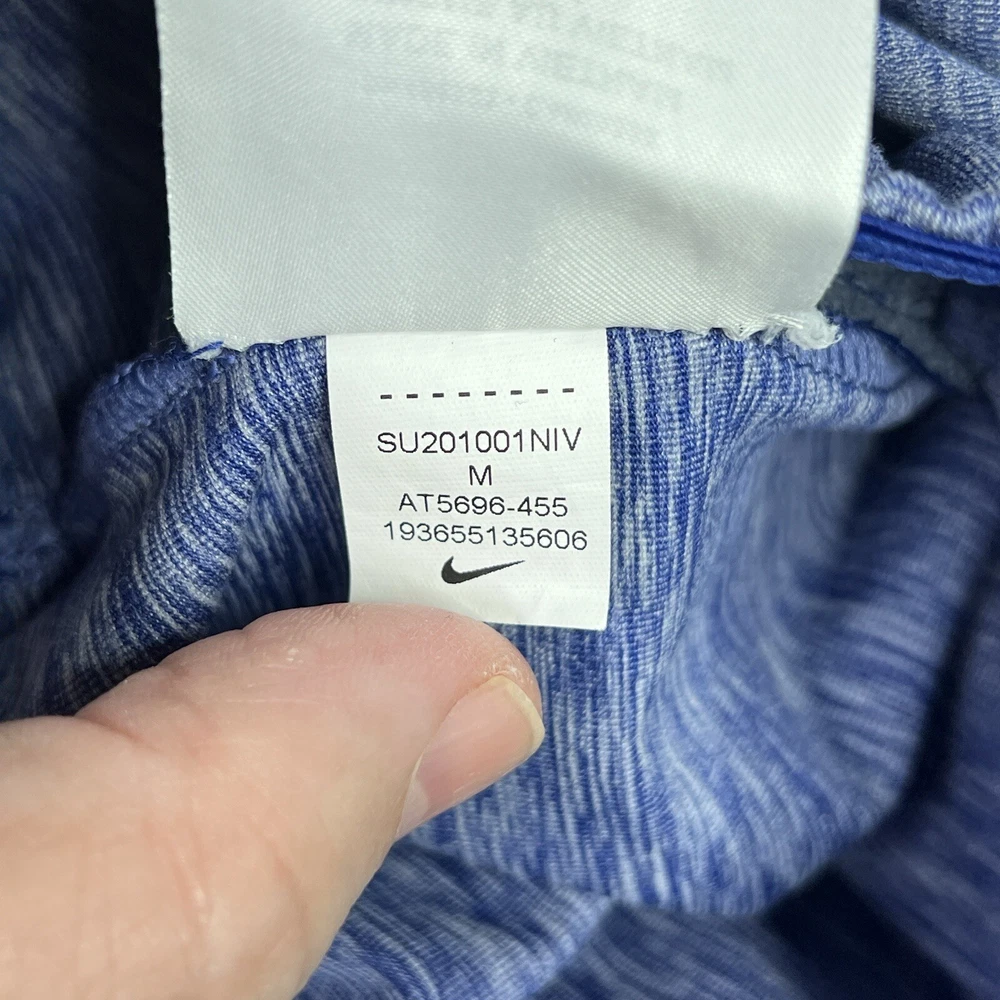 - - - - - - - -
SU201001NIV
M
AT5696-455
193655135606